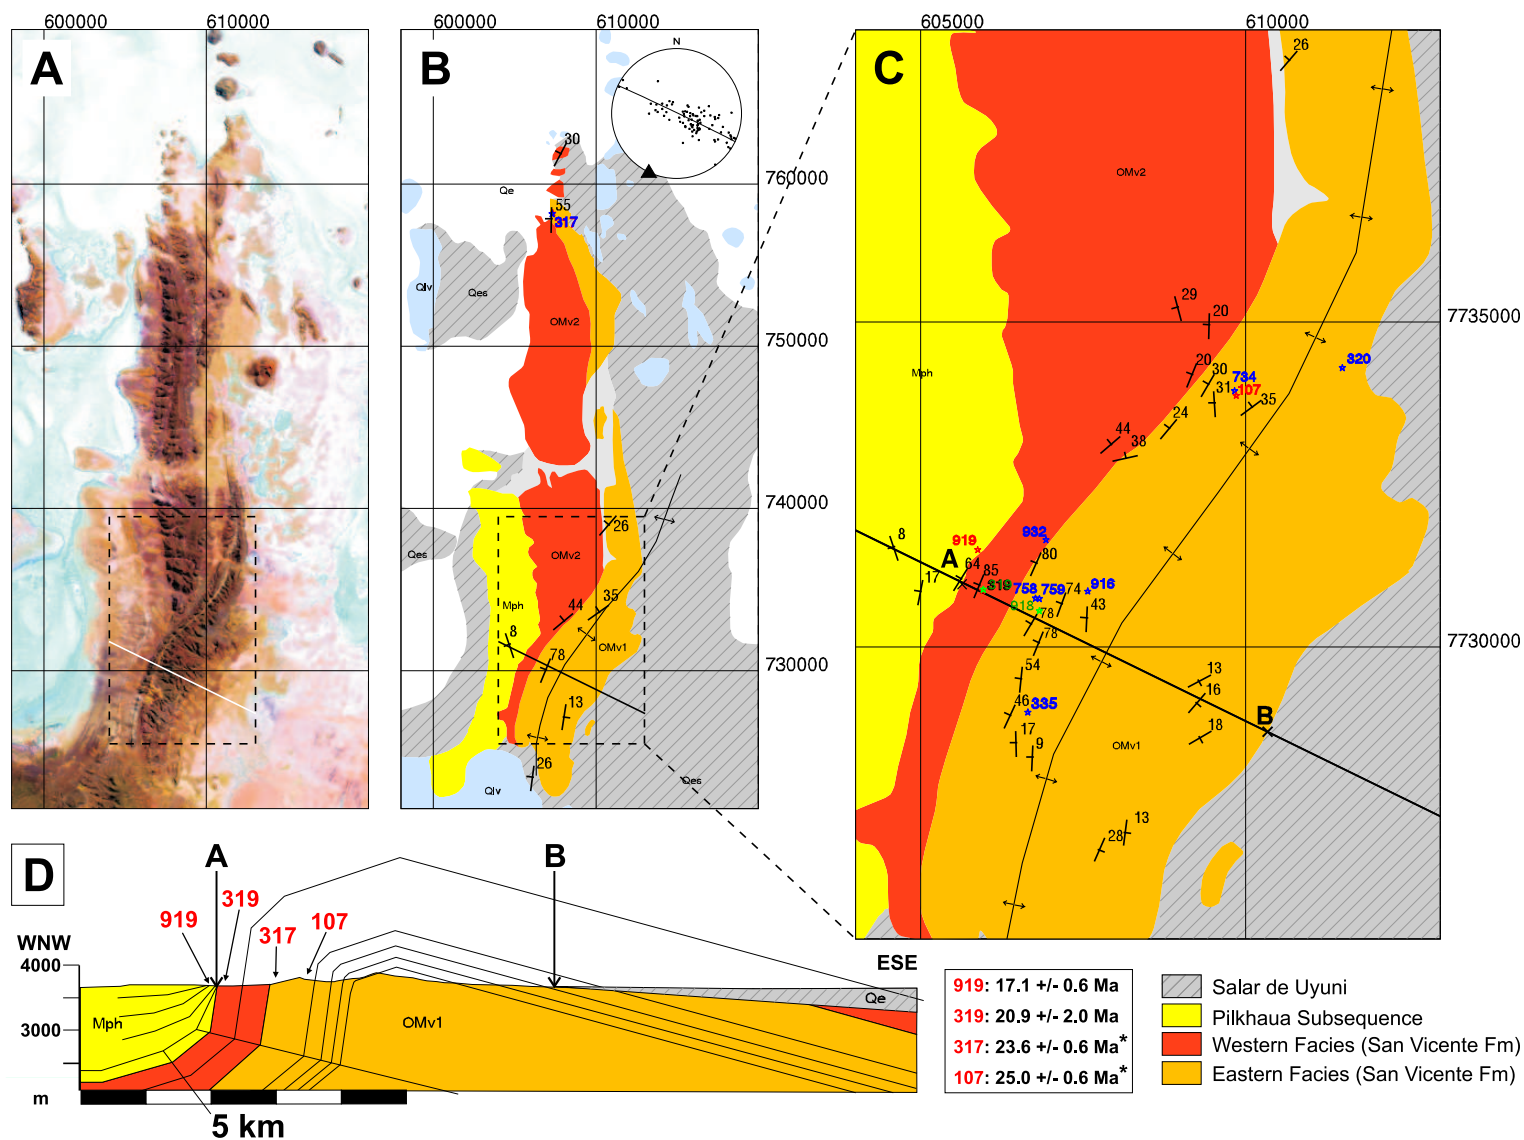 600000
610000
A
600000
610000
B
N
30
Qe
55
317
Qlv
Qes
OMv2
760000
750000
740000
26
Qes
OMv2
Mph
44
35
8
OMv1
78
730000
13
26
Qlv
Qes
605000
610000
C
26
OMv2
29
20
7735000
Mph
20
30
734
107
320
31
35
24
44
38
8
919
932
A
64
85
80
17
319
758
759
74
916
918
78
43
78
7730000
54
13
16
46
335
B
17
9
OMv1
18
28
13
D
A
B
919
319
317
107
WNW
4000
ESE
Mph
3000
OMv1
Qe
m
5 km
919: 17.1 +/- 0.6 Ma
319: 20.9 +/- 2.0 Ma
317: 23.6 +/- 0.6 Ma*
107: 25.0 +/- 0.6 Ma*
Salar de Uyuni
Pilkhaua Subsequence
Western Facies (San Vicente Fm)
Eastern Facies (San Vicente Fm)